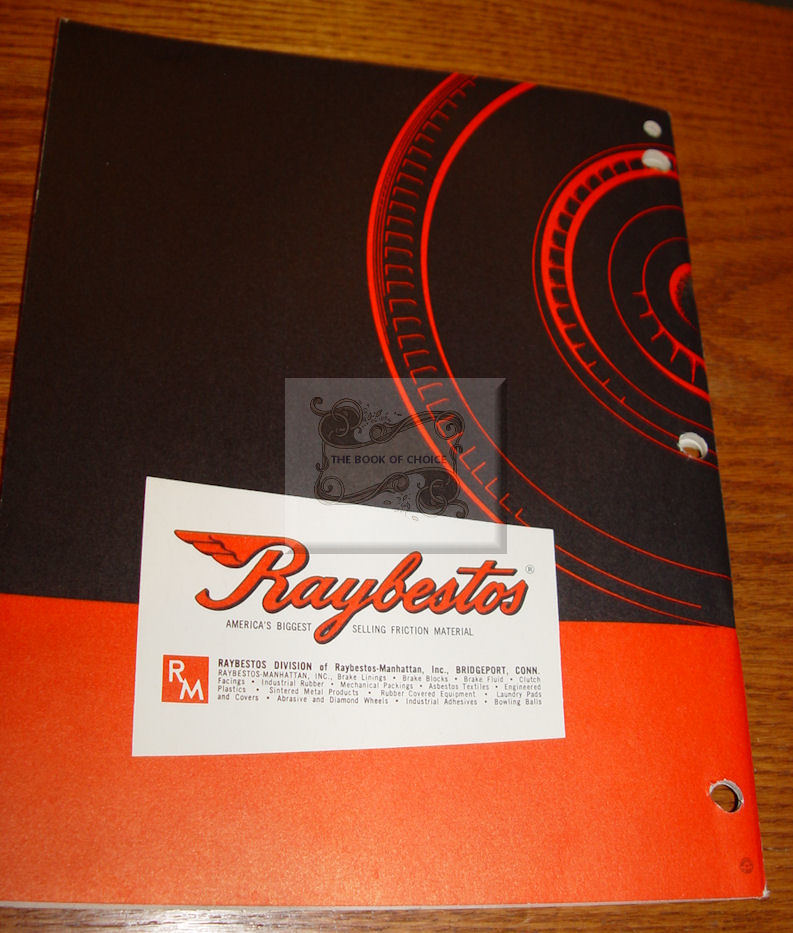 THE BOOK OF CHOICE
Raybestos ®
AMERICA'S BIGGEST SELLING FRICTION MATERIAL
RM
RAYBESTOS DIVISION of Raybestos-Manhattan, Inc., BRIDGEPORT, CONN.
RAYBESTOS-MANHATTAN, INC., Brake Linings • Brake Blocks • Brake Fluid • Clutch
Facings • Industrial Rubber • Mechanical Packings • Asbestos Textiles • Engineered
Plastics • Sintered Metal Products • Rubber Covered Equipment • Laundry Pads
and Covers • Abrasive and Diamond Wheels • Industrial Adhesives • Bowling Balls